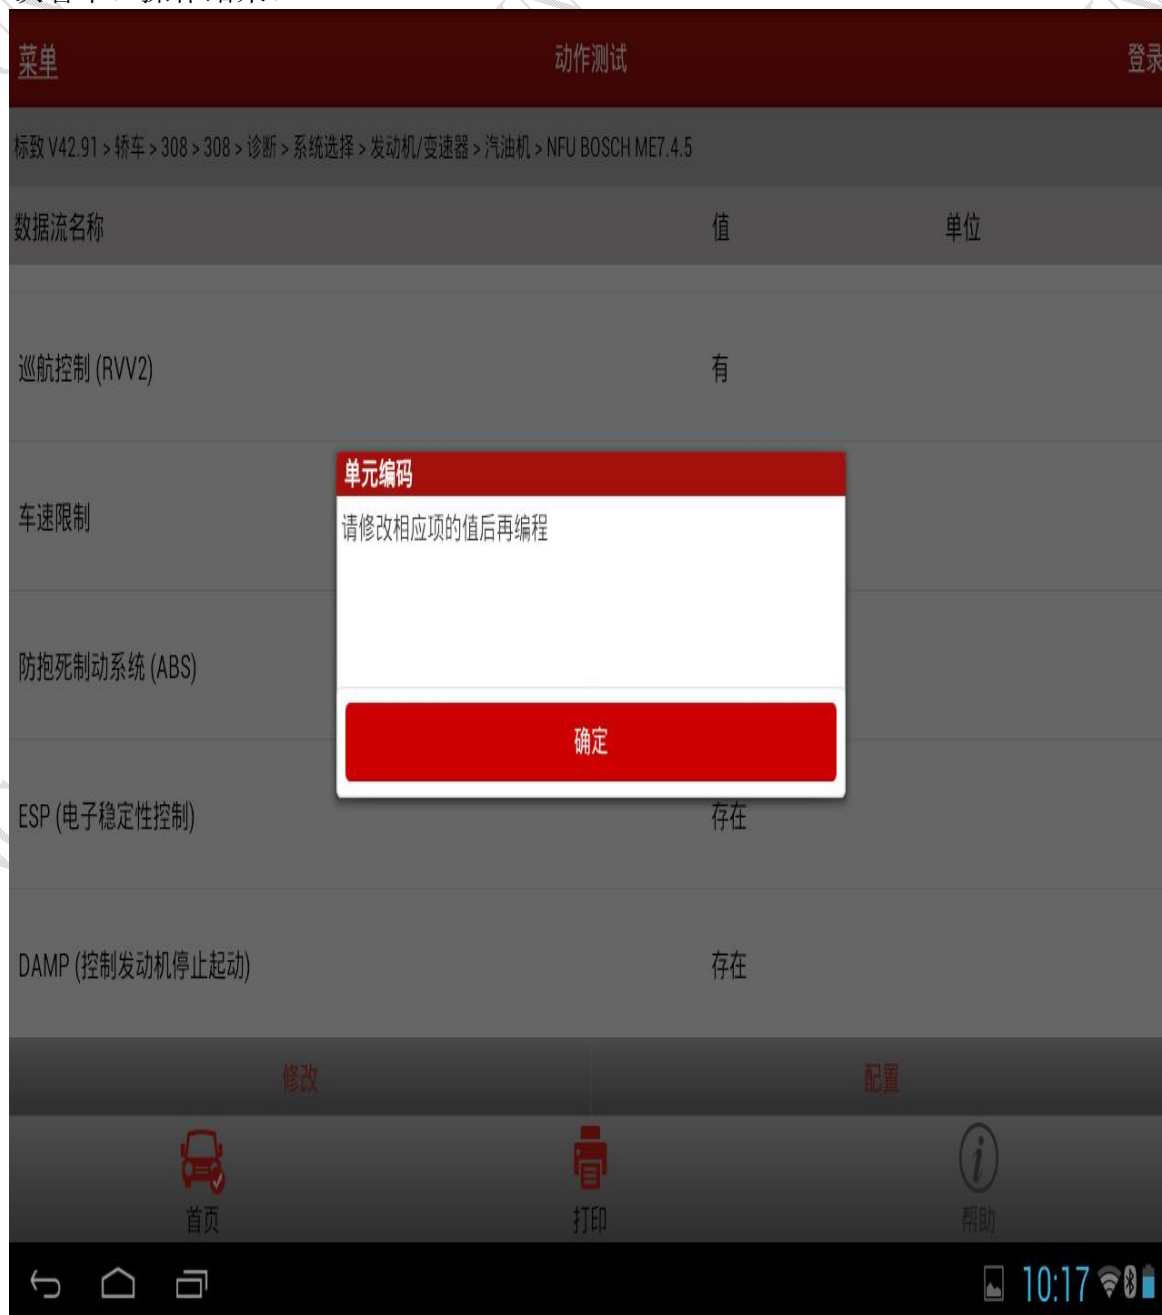 菜单 动作测试 登录
标致 V42.91 > 轿车 > 308 > 308 > 诊断 > 系统选择 > 发动机/变速器 > 汽油机 > NFU BOSCH ME7.4.5
数据流名称 值 单位
巡航控制 (RVV2) 有
单元编码
车速限制
请修改相应项的值后再编程
防抱死制动系统 (ABS)
确定
ESP (电子稳定性控制) 存在
DAMP (控制发动机停止起动) 存在
修改 配置
首页 打印 帮助
10:17